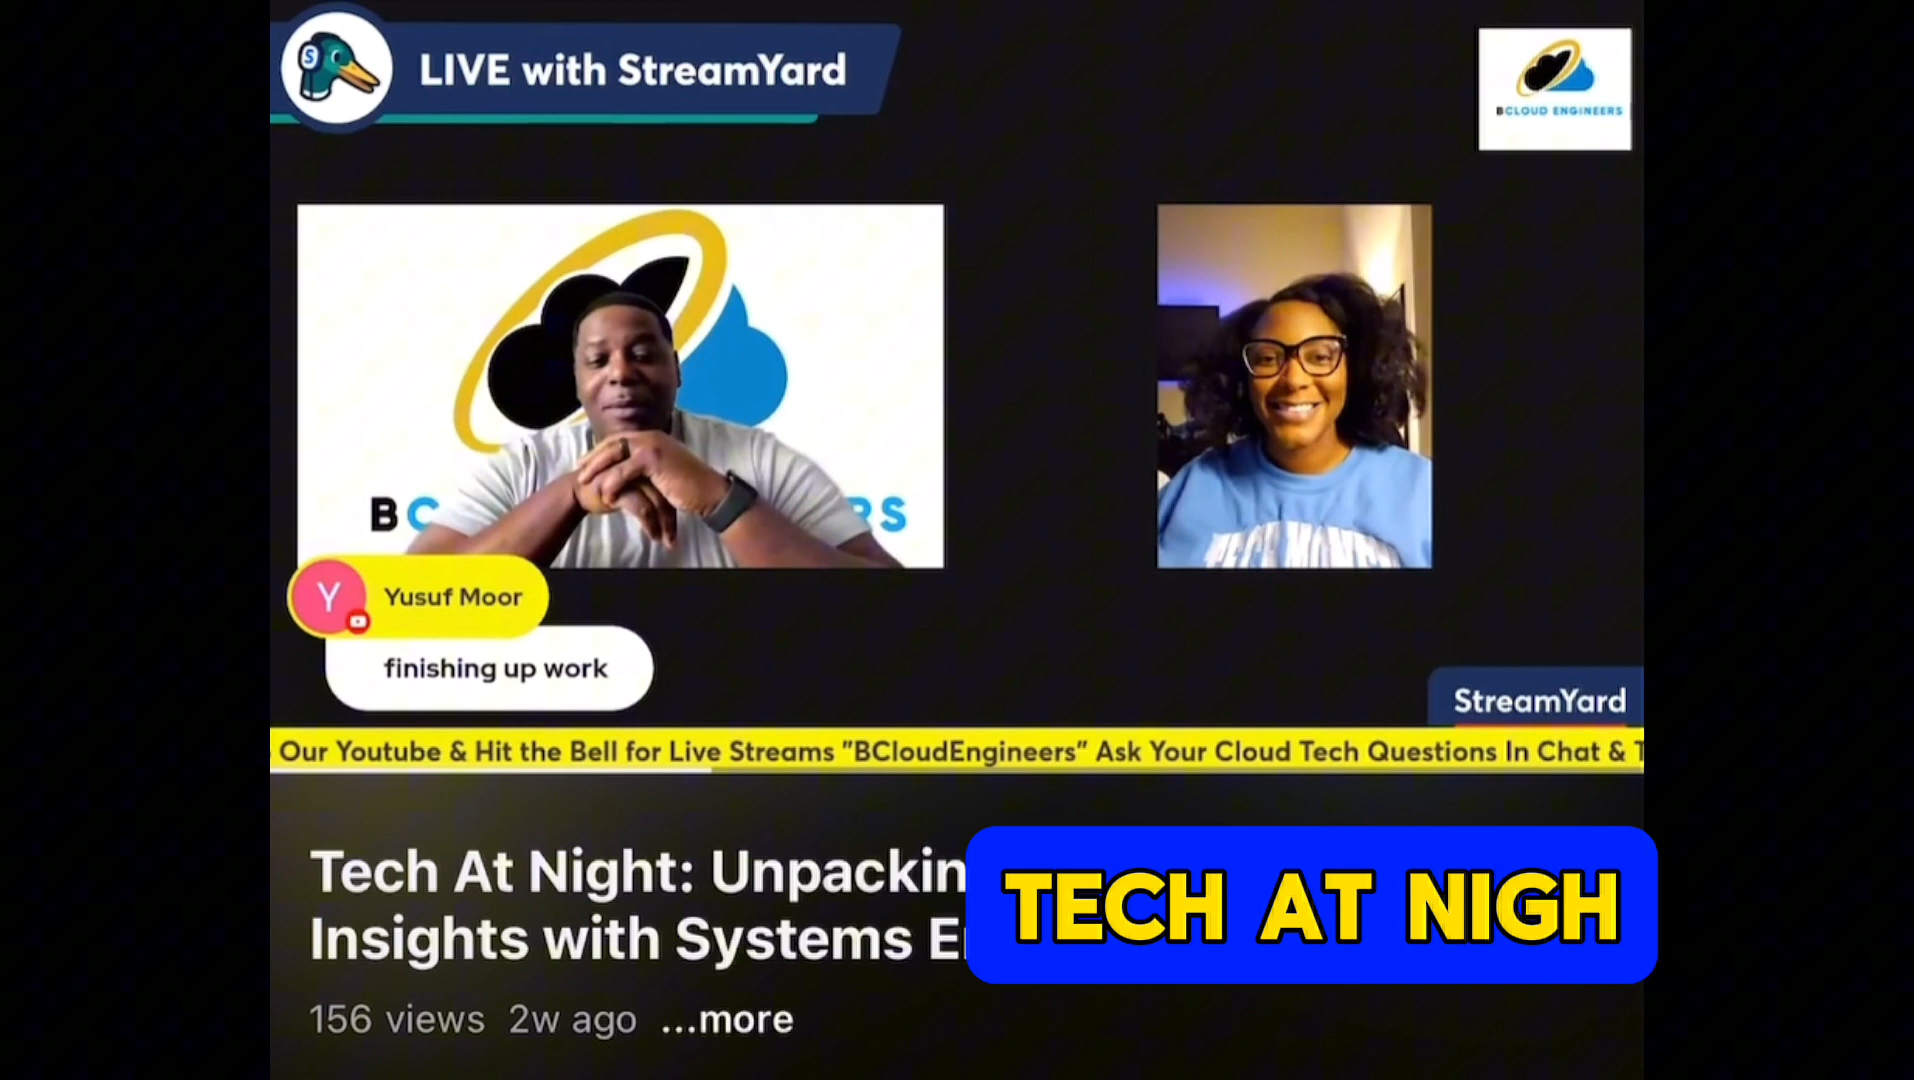 LIVE with StreamYard
BCLOUD ENGINEERS
BC
RS
Yusuf Moor
finishing up work
StreamYard
Our Youtube & Hit the Bell for Live Streams "BCloudEngineers" Ask Your Cloud Tech Questions In Chat & T
Tech At Night: Unpackin
Insights with Systems E
TECH AT NIGH
156 views 2w ago ...more